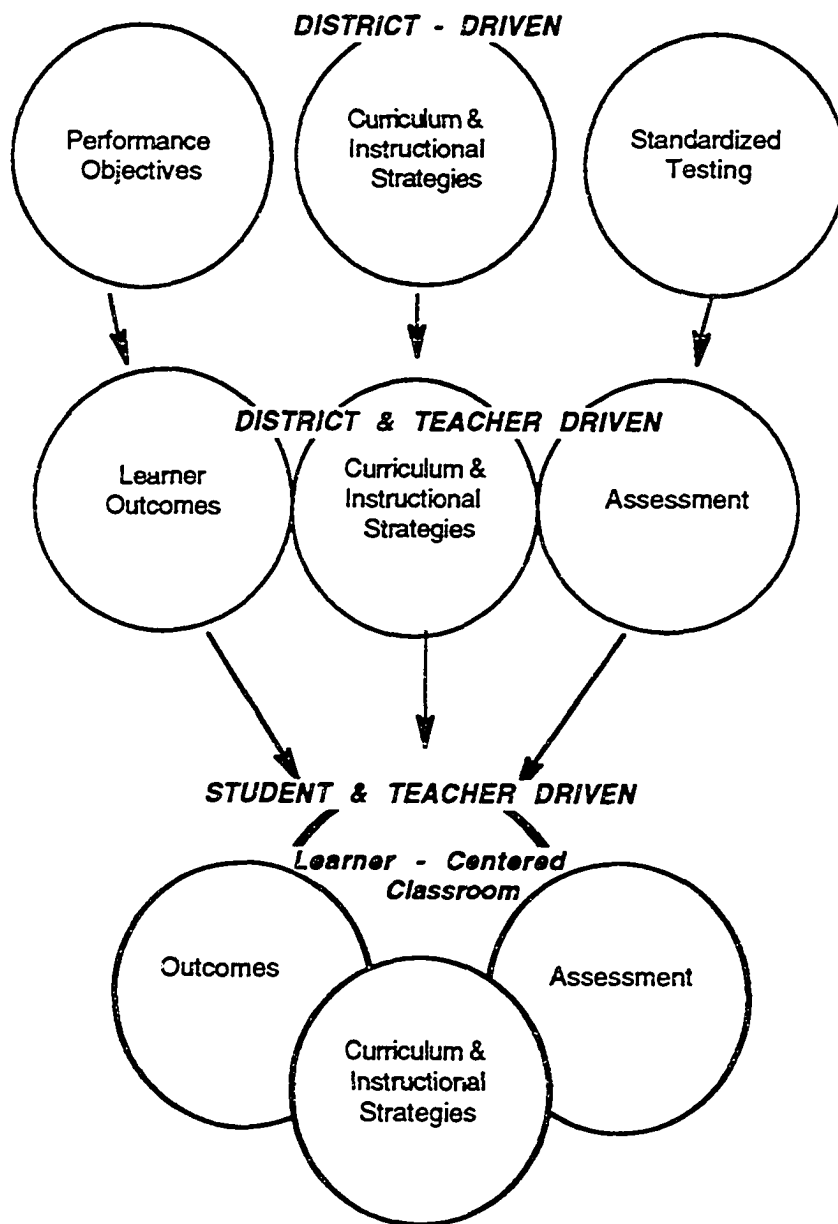 DISTRICT - DRIVEN
Performance
Objectives
Curriculum &
Instructional
Strategies
Standardized
Testing
DISTRICT & TEACHER DRIVEN
Learner
Outcomes
Curriculum &
Instructional
Strategies
Assessment
STUDENT & TEACHER DRIVEN
Learner - Centered
Classroom
Outcomes
Curriculum &
Instructional
Strategies
Assessment